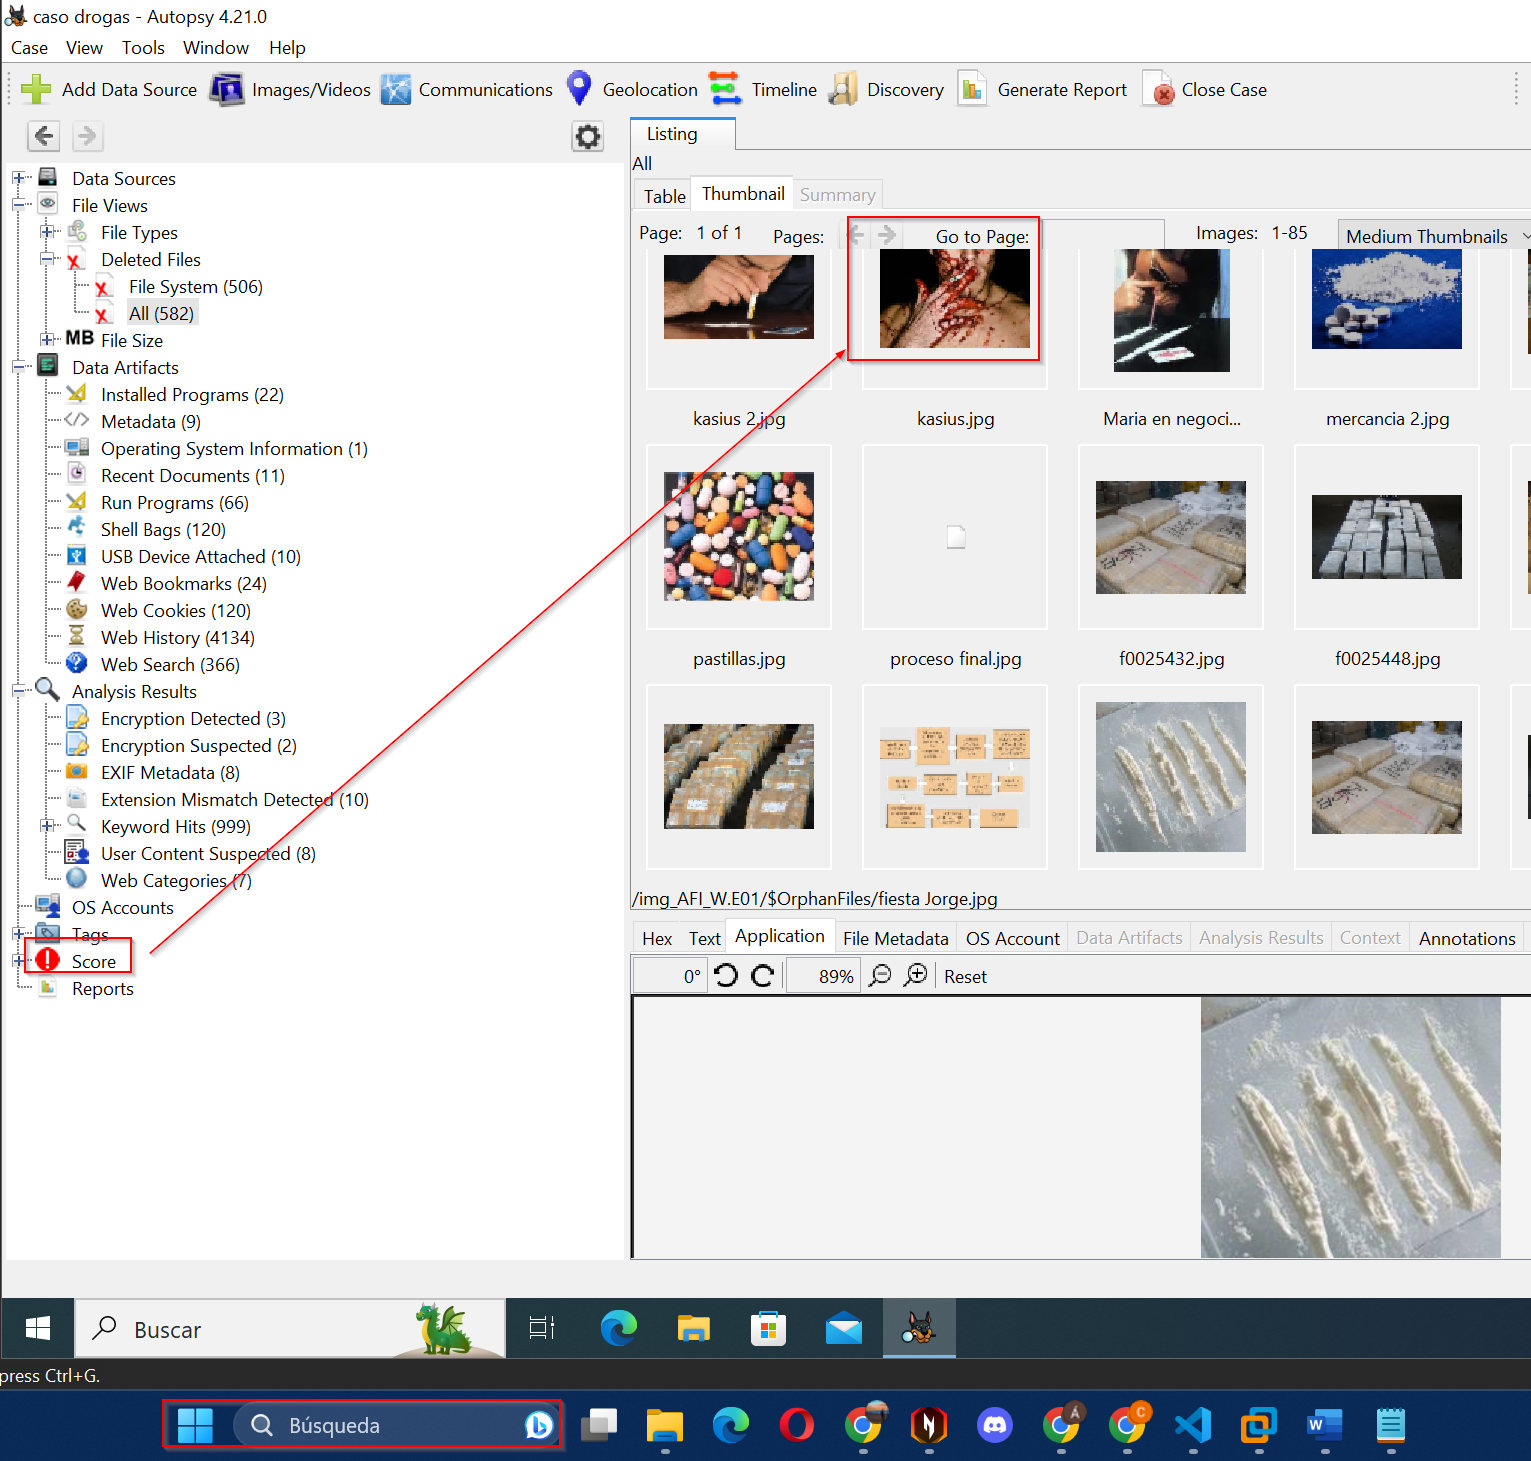 caso drogas - Autopsy 4.21.0
Case View Tools Window Help
Add Data Source Images/Videos Communications Geolocation Timeline Discovery Generate Report Close Case
Listing
All
Table Thumbnail Summary
Page: 1 of 1 Pages: Go to Page: Images: 1-85 Medium Thumbnails
Data Sources
File Views
File Types
Deleted Files
File System (506)
All (582)
MB File Size
Data Artifacts
Installed Programs (22)
Metadata (9)
Operating System Information (1)
Recent Documents (11)
Run Programs (66)
Shell Bags (120)
USB Device Attached (10)
Web Bookmarks (24)
Web Cookies (120)
Web History (4134)
Web Search (366)
Analysis Results
Encryption Detected (3)
Encryption Suspected (2)
EXIF Metadata (8)
Extension Mismatch Detected (10)
Keyword Hits (999)
User Content Suspected (8)
Web Categories (7)
OS Accounts
Tags
Score
Reports
kasius 2.jpg kasius.jpg Maria en negoci... mercancia 2.jpg
pastillas.jpg proceso final.jpg f0025432.jpg f0025448.jpg
/img_AFI_W.E01/$OrphanFiles/fiesta Jorge.jpg
Hex Text Application File Metadata OS Account Data Artifacts Analysis Results Context Annotations
0° 89% Reset
Buscar
press Ctrl+G.
Búsqueda